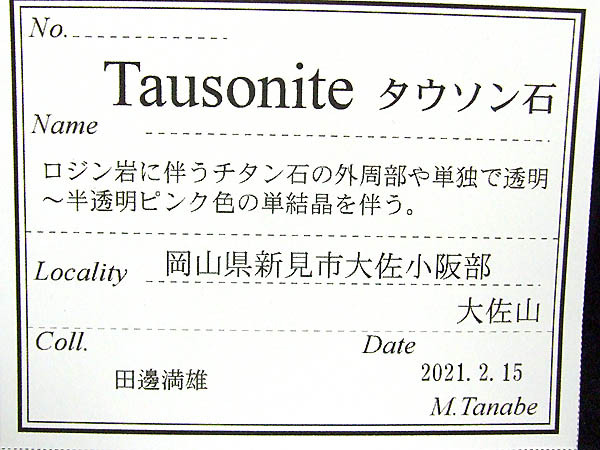 No.
Tausonite タウソン石
Name
ロジン岩に伴うチタン石の外周部や単独で透明
～半透明ピンク色の単結晶を伴う。
Locality 岡山県新見市大佐小阪部
大佐山
Coll. Date
田邊満雄 2021.2.15
M.Tanabe